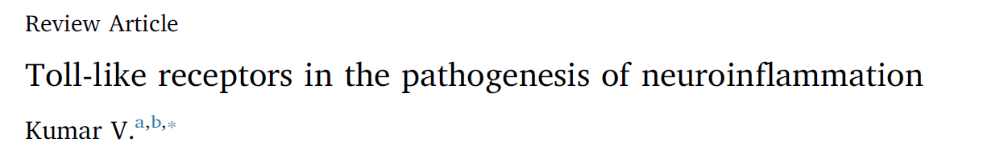 Review Article
Toll-like receptors in the pathogenesis of neuroinflammation
Kumar V.a,b,*